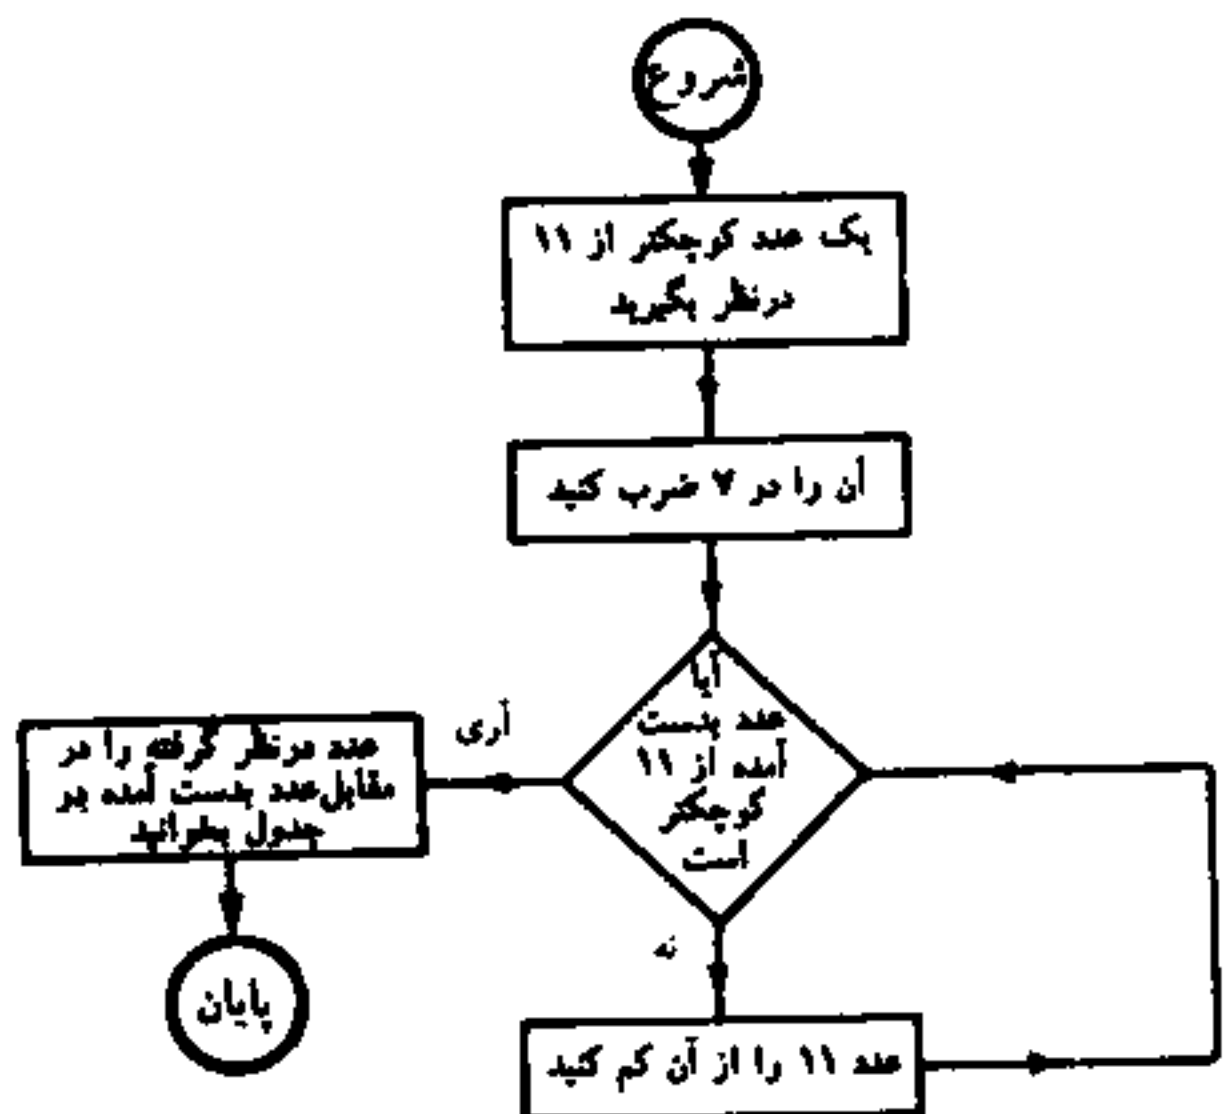 شروع
یک عدد کوچکتر از ۱۱
درنظر بگیرید
آن را در ۷ ضرب کنید
آیا
عدد بدست
آمده از ۱۱
کوچکتر
است
آری
عدد درنظر گرفته را در
مقابل عدد بدست آمده بر
جدول بخوانید
پایان
نه
عدد ۱۱ را از آن کم کنید